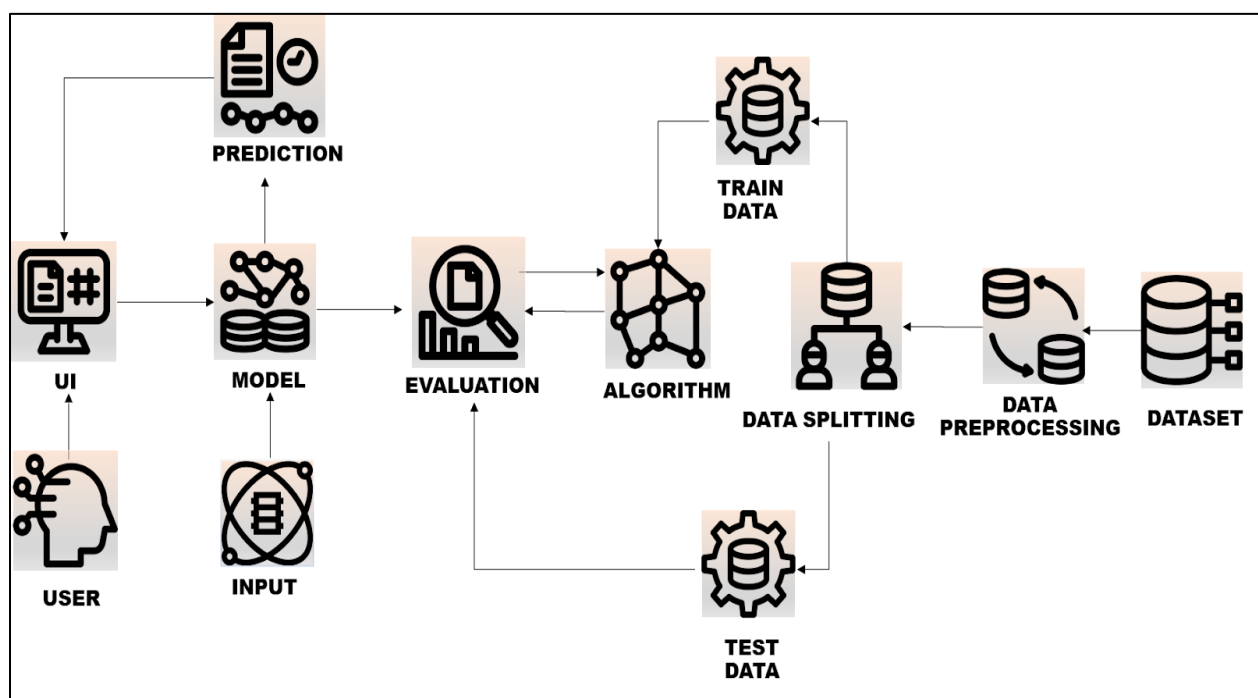 PREDICTION
TRAIN
DATA
UI
MODEL
EVALUATION
ALGORITHM
DATA SPLITTING
DATA
PREPROCESSING
DATASET
USER
INPUT
TEST
DATA